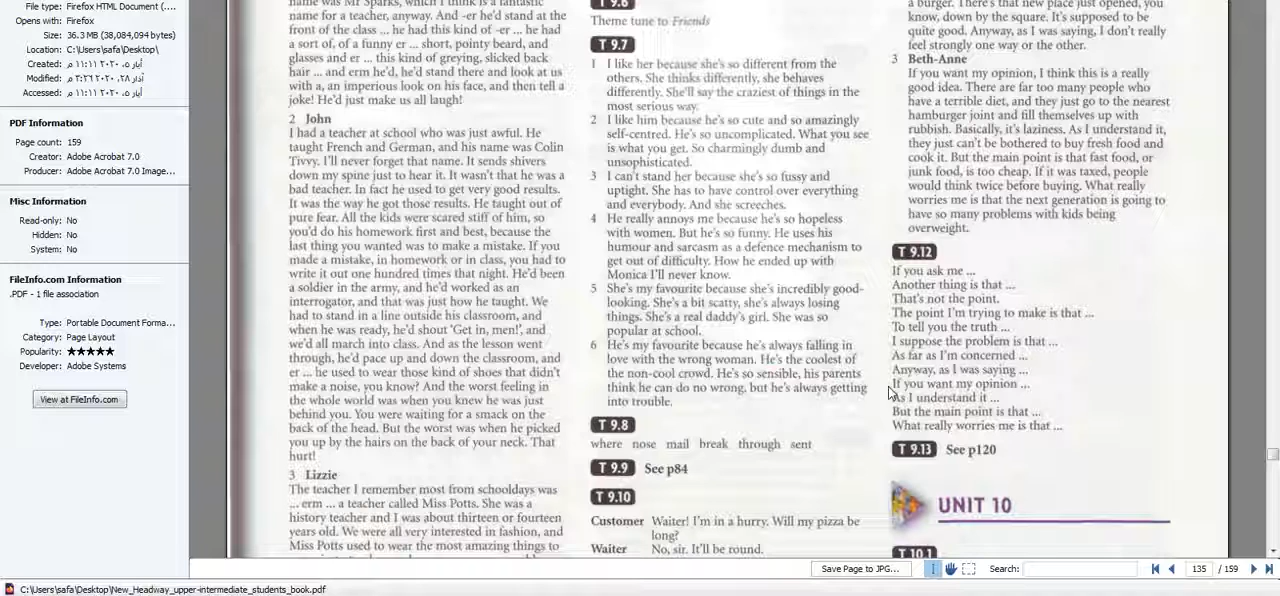 File type: Firefox HTML Document (....
Opens with: Firefox
Size: 36.3 MB (38,084,094 bytes)
Location: C:\Users\safa\Desktop\
Created: أيار ٠٥, ٢٠٢٠ ١١:١١ م
Modified: آذار ٢٨, ٢٠٢٠ ٣:٢٦ م
Accessed: أيار ٠٥, ٢٠٢٠ ١١:١١ م
PDF Information
Page count: 159
Creator: Adobe Acrobat 7.0
Producer: Adobe Acrobat 7.0 Image...
Misc Information
Read-only: No
Hidden: No
System: No
FileInfo.com Information
.PDF - 1 file association
Type: Portable Document Forma...
Category: Page Layout
Popularity: ★★★★★
Developer: Adobe Systems
View at FileInfo.com
name was Mr Sparks, which I think is a fantastic
name for a teacher, anyway. And -er he'd stand at the
front of the class ... he had this kind of -er ... he had
a sort of, of a funny er ... short, pointy beard, and
glasses and er ... this kind of greying, slicked back
hair ... and erm he'd, he'd stand there and look at us
with a, an imperious look on his face, and then tell a
joke! He'd just make us all laugh!
2 John
I had a teacher at school who was just awful. He
taught French and German, and his name was Colin
Tivvy. I'll never forget that name. It sends shivers
down my spine just to hear it. It wasn't that he was a
bad teacher. In fact he used to get very good results.
It was the way he got those results. He taught out of
pure fear. All the kids were scared stiff of him, so
you'd do his homework first and best, because the
last thing you wanted was to make a mistake. If you
made a mistake, in homework or in class, you had to
write it out one hundred times that night. He'd been
a soldier in the army, and he'd worked as an
interrogator, and that was just how he taught. We
had to stand in a line outside his classroom, and
when he was ready, he'd shout 'Get in, men!', and
we'd all march into class. And as the lesson went
through, he'd pace up and down the classroom, and
er ... he used to wear those kind of shoes that didn't
make a noise, you know? And the worst feeling in
the whole world was when you knew he was just
behind you. You were waiting for a smack on the
back of the head. But the worst was when he picked
you up by the hairs on the back of your neck. That
hurt!
3 Lizzie
The teacher I remember most from schooldays was
... erm ... a teacher called Miss Potts. She was a
history teacher and I was about thirteen or fourteen
years old. We were all very interested in fashion, and
Miss Potts used to wear the most amazing things to
T 9.6
Theme tune to Friends
T 9.7
1 I like her because she's so different from the
others. She thinks differently, she behaves
differently. She'll say the craziest of things in the
most serious way.
2 I like him because he's so cute and so amazingly
self-centred. He's so uncomplicated. What you see
is what you get. So charmingly dumb and
unsophisticated.
3 I can't stand her because she's so fussy and
uptight. She has to have control over everything
and everybody. And she screeches.
4 He really annoys me because he's so hopeless
with women. But he's so funny. He uses his
humour and sarcasm as a defence mechanism to
get out of difficulty. How he ended up with
Monica I'll never know.
5 She's my favourite because she's incredibly good-
looking. She's a bit scatty, she's always losing
things. She's a real daddy's girl. She was so
popular at school.
6 He's my favourite because he's always falling in
love with the wrong woman. He's the coolest of
the non-cool crowd. He's so sensible, his parents
think he can do no wrong, but he's always getting
into trouble.
T 9.8
where nose mail break through sent
T 9.9 See p84
T 9.10
Customer Waiter! I'm in a hurry. Will my pizza be
long?
Waiter No, sir. It'll be round.
a burger. There's that new place just opened, you
know, down by the square. It's supposed to be
quite good. Anyway, as I was saying, I don't really
feel strongly one way or the other.
3 Beth-Anne
If you want my opinion, I think this is a really
good idea. There are far too many people who
have a terrible diet, and they just go to the nearest
hamburger joint and fill themselves up with
rubbish. Basically, it's laziness. As I understand it,
they just can't be bothered to buy fresh food and
cook it. But the main point is that fast food, or
junk food, is too cheap. If it was taxed, people
would think twice before buying. What really
worries me is that the next generation is going to
have so many problems with kids being
overweight.
T 9.12
If you ask me ...
Another thing is that ...
That's not the point.
The point I'm trying to make is that ...
To tell you the truth ...
I suppose the problem is that ...
As far as I'm concerned ...
Anyway, as I was saying ...
If you want my opinion ...
As I understand it ...
But the main point is that ...
What really worries me is that ...
T 9.13 See p120
UNIT 10
T 10.1
Save Page to JPG...
Search:
135 / 159
C:\Users\safa\Desktop\New_Headway_upper-intermediate_students_book.pdf